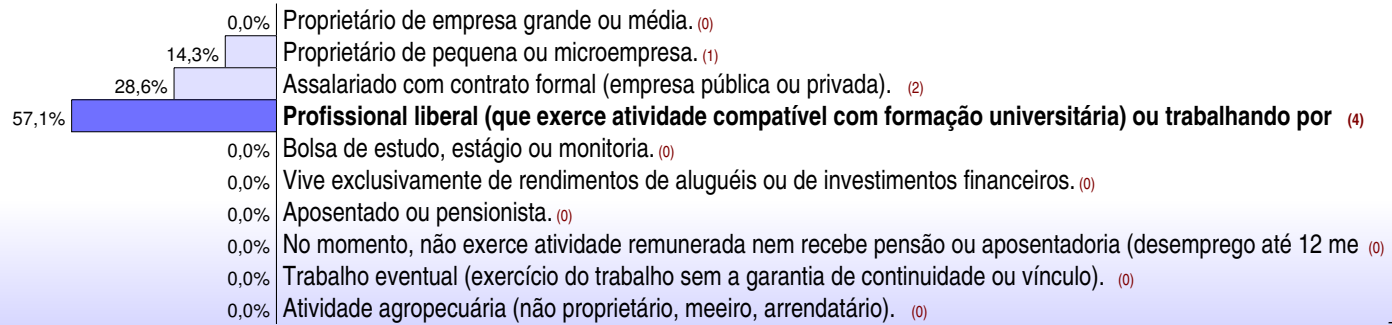 0,0% Proprietário de empresa grande ou média. (0)
14,3% Proprietário de pequena ou microempresa. (1)
28,6% Assalariado com contrato formal (empresa pública ou privada). (2)
57,1% Profissional liberal (que exerce atividade compatível com formação universitária) ou trabalhando por (4)
0,0% Bolsa de estudo, estágio ou monitoria. (0)
0,0% Vive exclusivamente de rendimentos de aluguéis ou de investimentos financeiros. (0)
0,0% Aposentado ou pensionista. (0)
0,0% No momento, não exerce atividade remunerada nem recebe pensão ou aposentadoria (desemprego até 12 me (0)
0,0% Trabalho eventual (exercício do trabalho sem a garantia de continuidade ou vínculo). (0)
0,0% Atividade agropecuária (não proprietário, meeiro, arrendatário). (0)